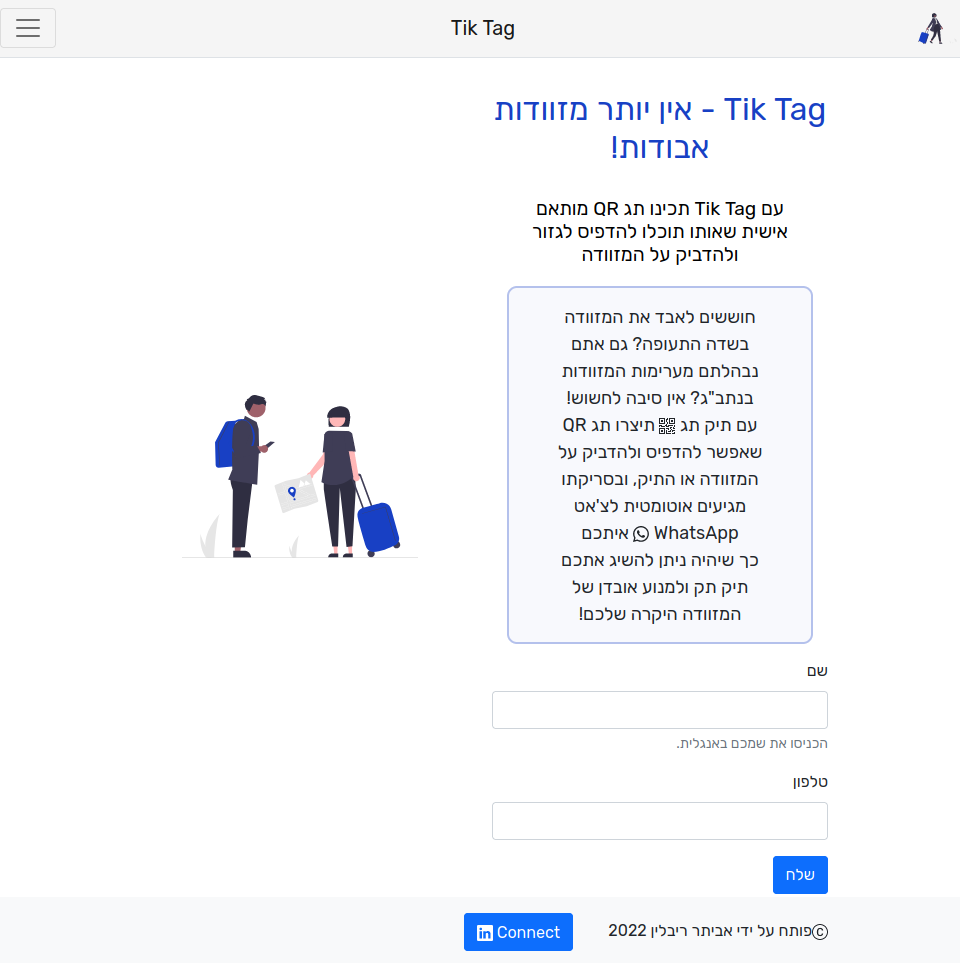 Tik Tag
Tik Tag - אין יותר מזוודות
אבודות!
עם Tik Tag תכינו תג QR מותאם
אישית שאותו תוכלו להדפיס לגזור
ולהדביק על המזוודה
חוששים לאבד את המזוודה
בשדה התעופה? גם אתם
נבהלתם מערימות המזוודות
בנתב"ג? אין סיבה לחשוש!
עם תיק תג תיצרו תג QR
שאפשר להדפיס ולהדביק על
המזוודה או התיק, ובסריקתו
מגיעים אוטומטית לצ'אט
WhatsApp איתכם
כך שיהיה ניתן להשיג אתכם
תיק תק ולמנוע אובדן של
המזוודה היקרה שלכם!
שם
הכניסו את שמכם באנגלית.
טלפון
שלח
©פותח על ידי אביתר ריבלין 2022
Connect